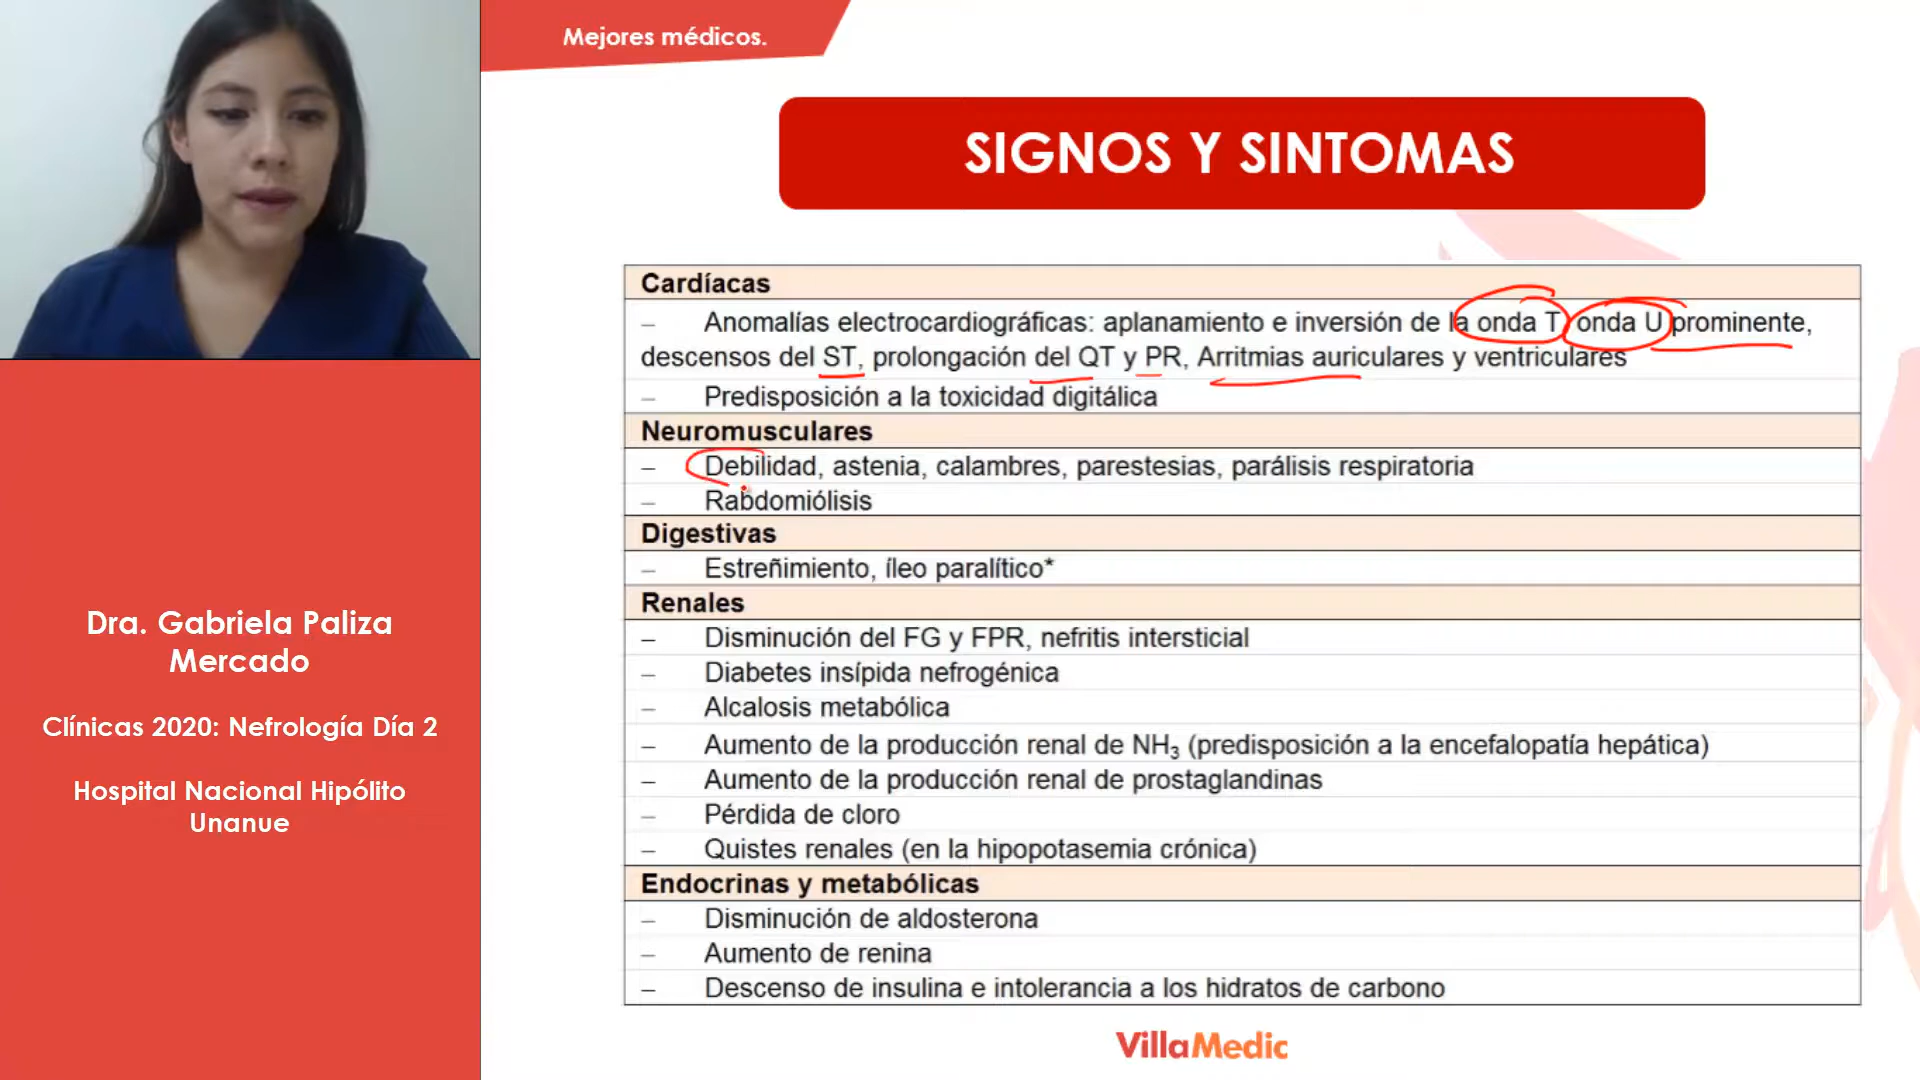 Mejores médicos.
SIGNOS Y SINTOMAS
Cardíacas
– Anomalías electrocardiográficas: aplanamiento e inversión de la onda T, onda U prominente,
descensos del ST, prolongación del QT y PR, Arritmias auriculares y ventriculares
– Predisposición a la toxicidad digitálica
Neuromusculares
– Debilidad, astenia, calambres, parestesias, parálisis respiratoria
– Rabdomiólisis
Digestivas
– Estreñimiento, íleo paralítico*
Renales
– Disminución del FG y FPR, nefritis intersticial
– Diabetes insípida nefrogénica
– Alcalosis metabólica
– Aumento de la producción renal de NH₃ (predisposición a la encefalopatía hepática)
– Aumento de la producción renal de prostaglandinas
– Pérdida de cloro
– Quistes renales (en la hipopotasemia crónica)
Endocrinas y metabólicas
– Disminución de aldosterona
– Aumento de renina
– Descenso de insulina e intolerancia a los hidratos de carbono
Dra. Gabriela Paliza
Mercado
Clínicas 2020: Nefrología Día 2
Hospital Nacional Hipólito
Unanue
VillaMedic